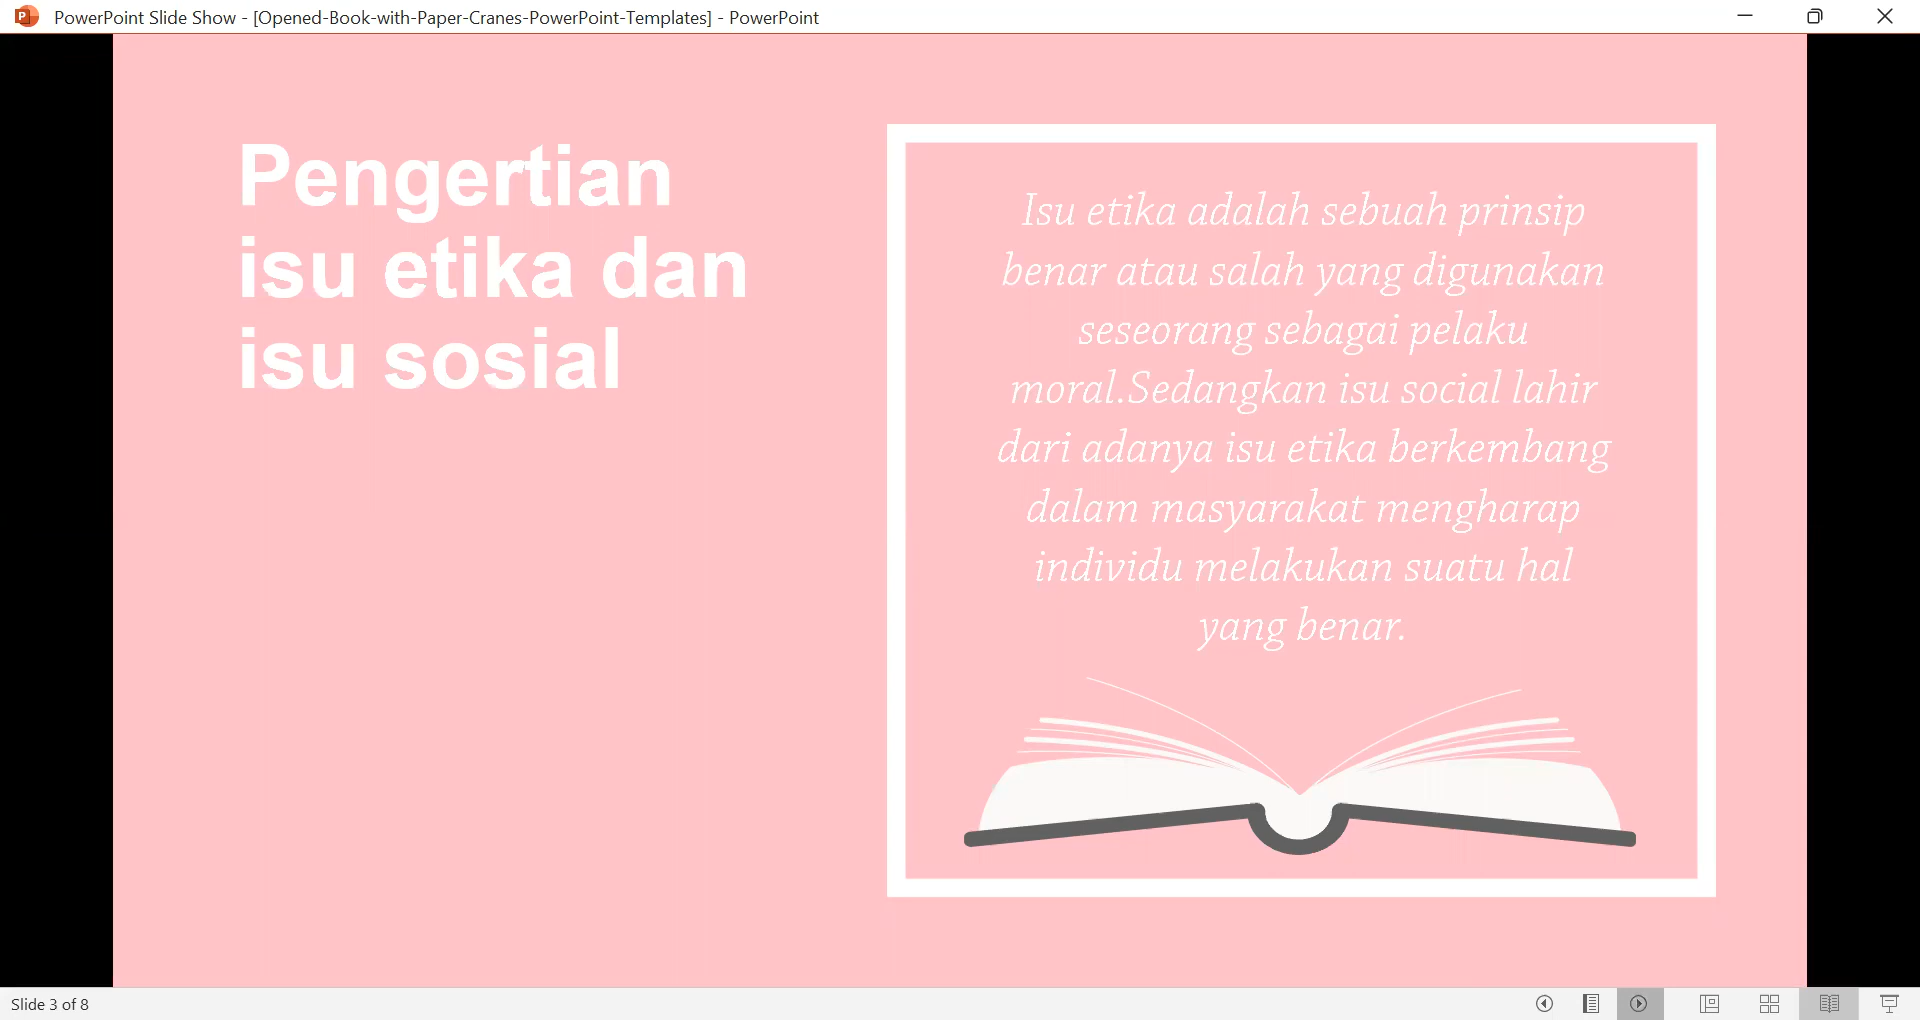 PowerPoint Slide Show - [Opened-Book-with-Paper-Cranes-PowerPoint-Templates] - PowerPoint
Pengertian
isu etika dan
isu sosial
Isu etika adalah sebuah prinsip
benar atau salah yang digunakan
seseorang sebagai pelaku
moral.Sedangkan isu social lahir
dari adanya isu etika berkembang
dalam masyarakat mengharap
individu melakukan suatu hal
yang benar.
Slide 3 of 8